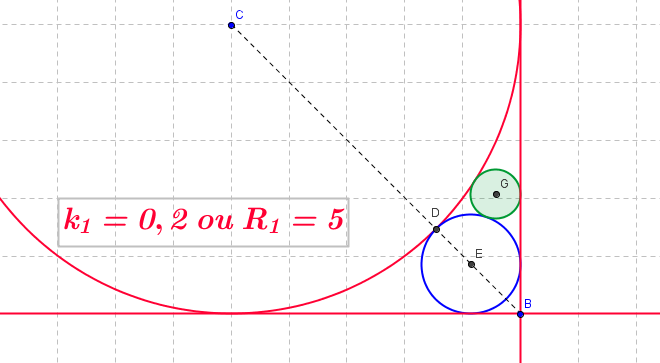 C
k₁ = 0, 2 ou R₁ = 5
G
D
E
B